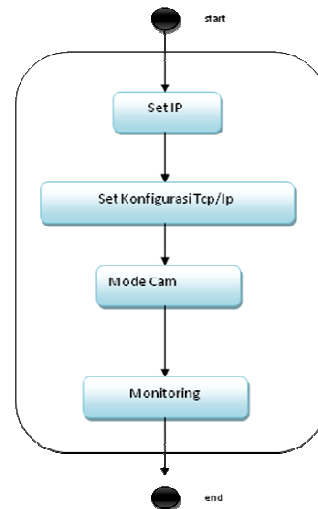 start
Set IP
Set Konfigurasi Tcp/Ip
Mode Cam
Monitoring
end